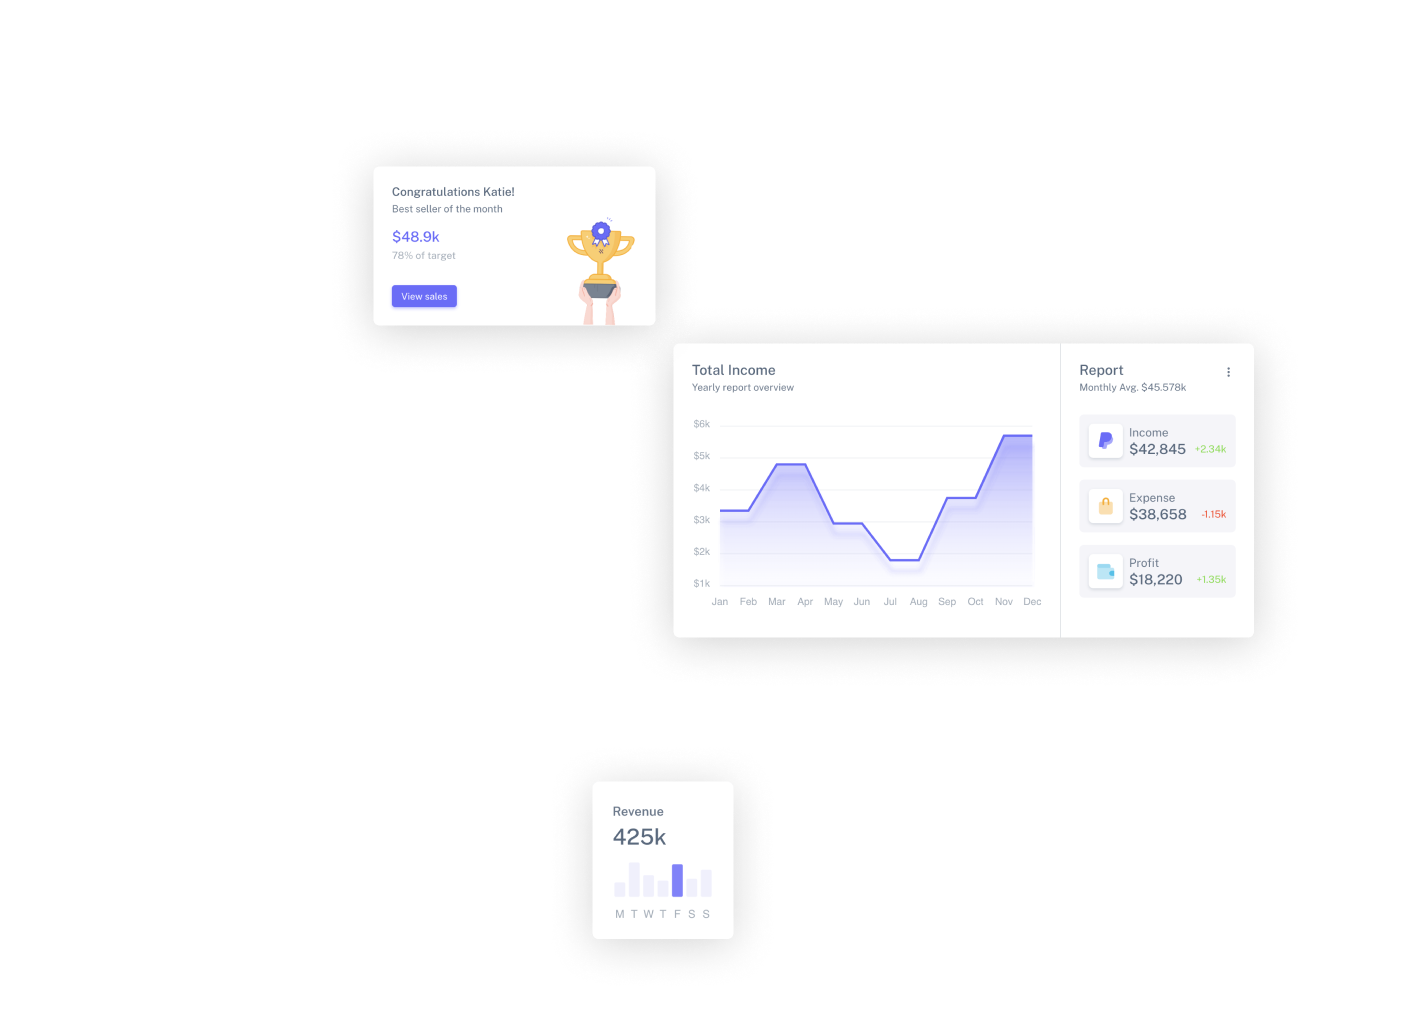 Congratulations Katie!
Best seller of the month
$48.9k
78% of target
View sales
Total Income
Yearly report overview
$6k
$5k
$4k
$3k
$2k
$1k
Jan Feb Mar Apr May Jun Jul Aug Sep Oct Nov Dec
Report
Monthly Avg. $45.578k
Income
$42,845 +2.34k
Expense
$38,658 -1.15k
Profit
$18,220 +1.35k
Revenue
425k
M T W T F S S